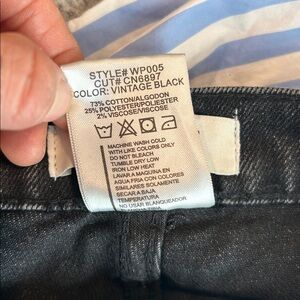 STYLE# WP005
CUT# CN6897
COLOR: VINTAGE BLACK
73% COTTON/ALGODON
25% POLYESTER/POLIESTER
2% VISCOSE/VISCOSE
MACHINE WASH COLD
WITH LIKE COLORS ONLY
DO NOT BLEACH
TUMBLE DRY LOW
IRON LOW HEAT
LAVAR A MAQUINA EN
AGUA FRIA CON COLORES
SIMILARES SOLAMENTE
SECAR A BAJA
TEMPERATURA
NO USAR BLANQUEADOR